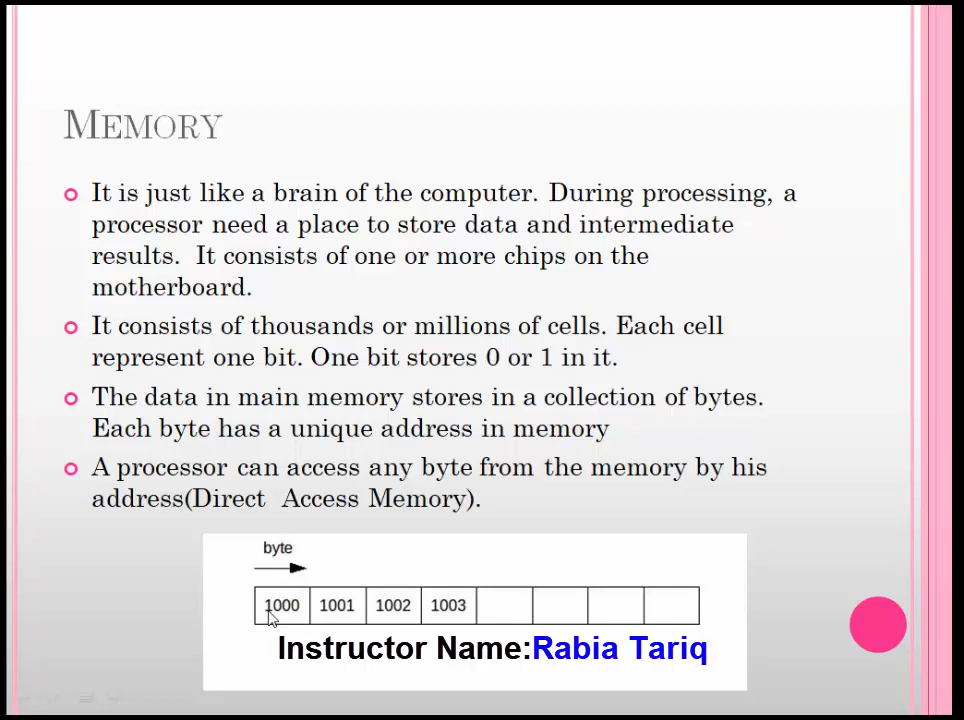 MEMORY
It is just like a brain of the computer. During processing, a
processor need a place to store data and intermediate
results. It consists of one or more chips on the
motherboard.
It consists of thousands or millions of cells. Each cell
represent one bit. One bit stores 0 or 1 in it.
The data in main memory stores in a collection of bytes.
Each byte has a unique address in memory
A processor can access any byte from the memory by his
address(Direct Access Memory).
byte
1000 1001 1002 1003
Instructor Name:Rabia Tariq